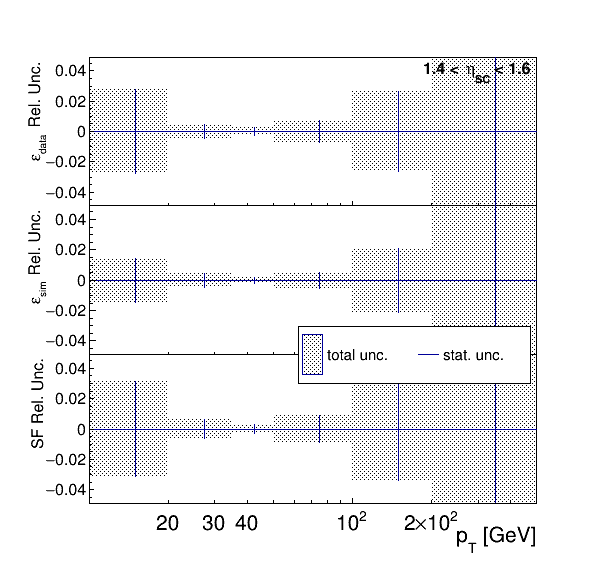 1.4 < η_sc < 1.6
ε_data Rel. Unc.
0.04
0.02
0
−0.02
−0.04
ε_sim Rel. Unc.
0.04
0.02
0
−0.02
−0.04
total unc. stat. unc.
SF Rel. Unc.
0.04
0.02
0
−0.02
−0.04
20 30 40 10² 2×10²
p_T [GeV]